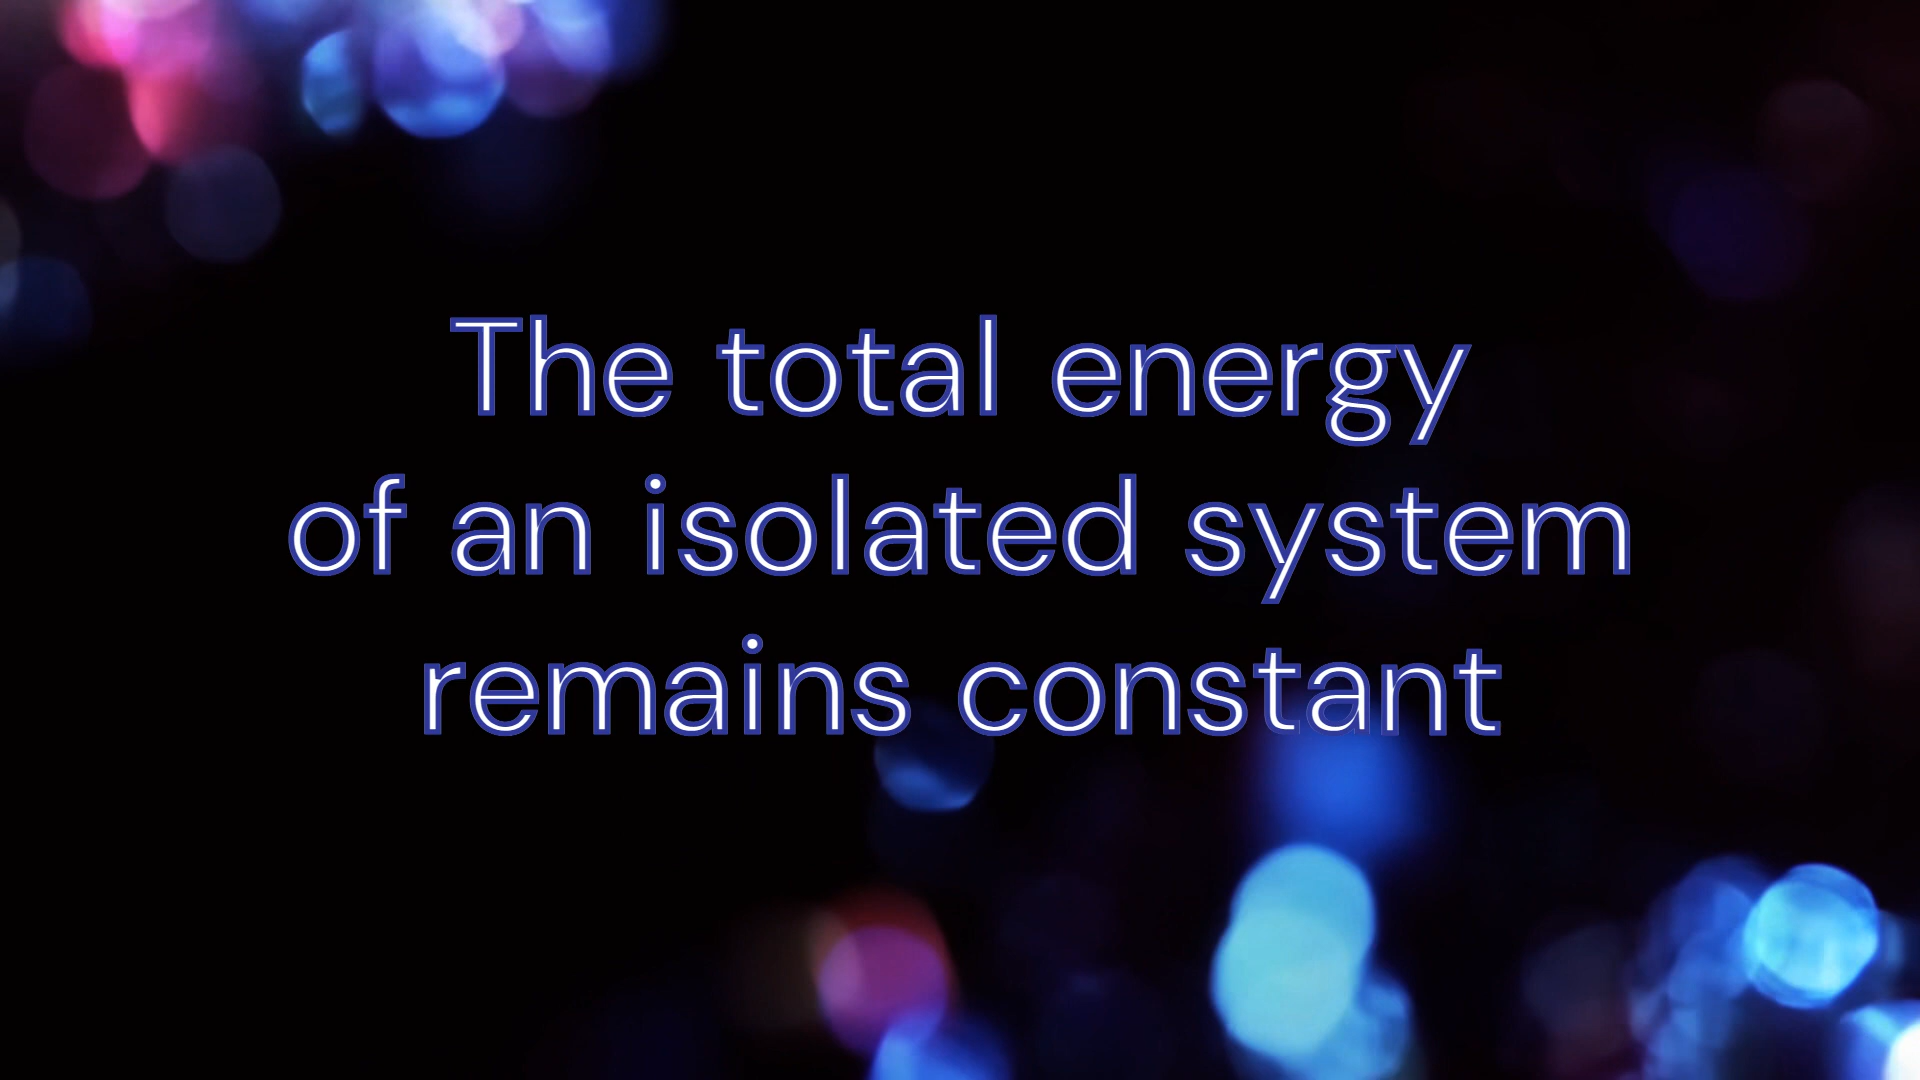 The total energy
of an isolated system
remains constant